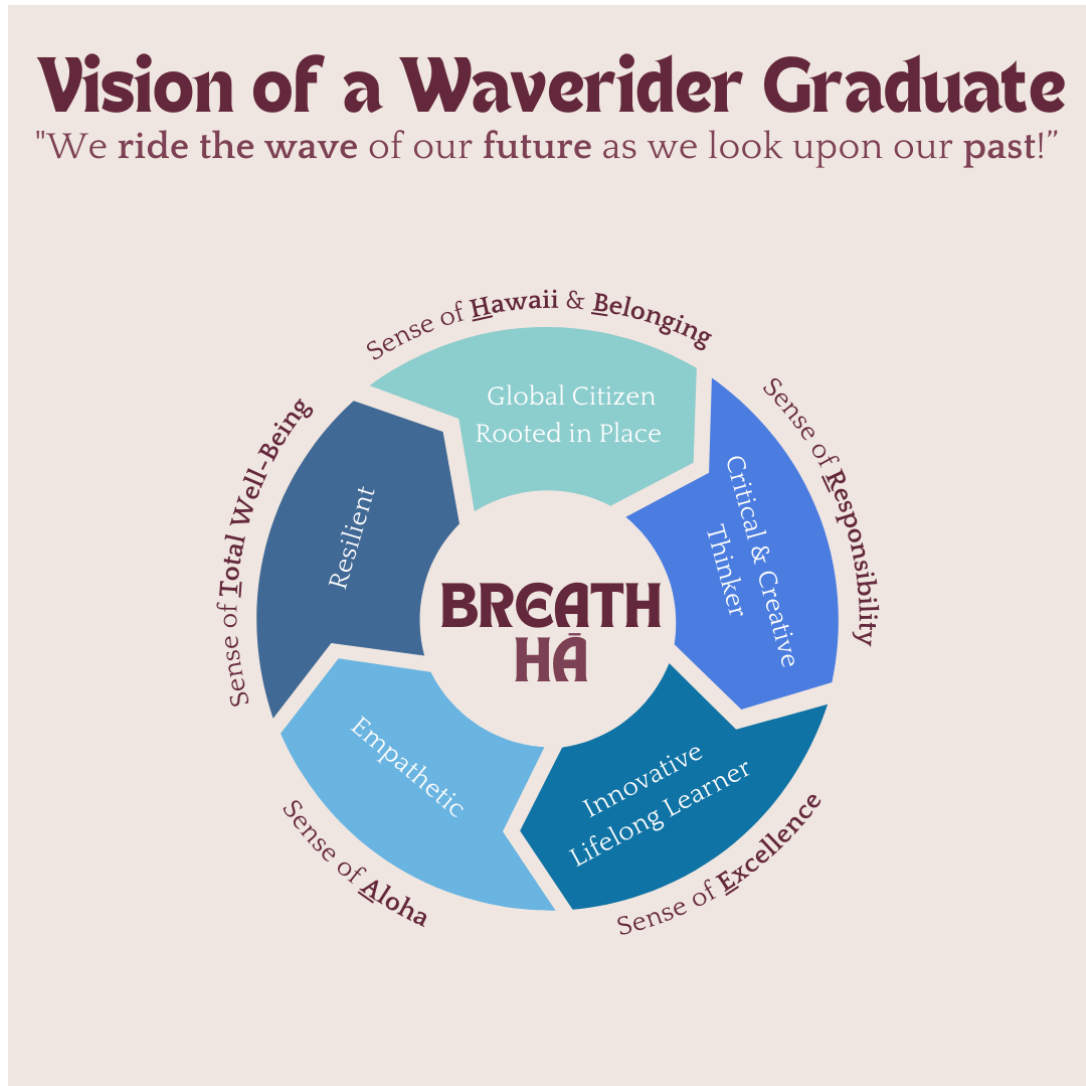 Vision of a Waverider Graduate
"We ride the wave of our future as we look upon our past!”
Sense of Hawaii & Belonging
Global Citizen
Rooted in Place
Sense of Responsibility
Critical & Creative
Thinker
Sense of Excellence
Innovative
Lifelong Learner
Sense of Aloha
Empathetic
Sense of Total Well-Being
Resilient
BREATH
HĀ